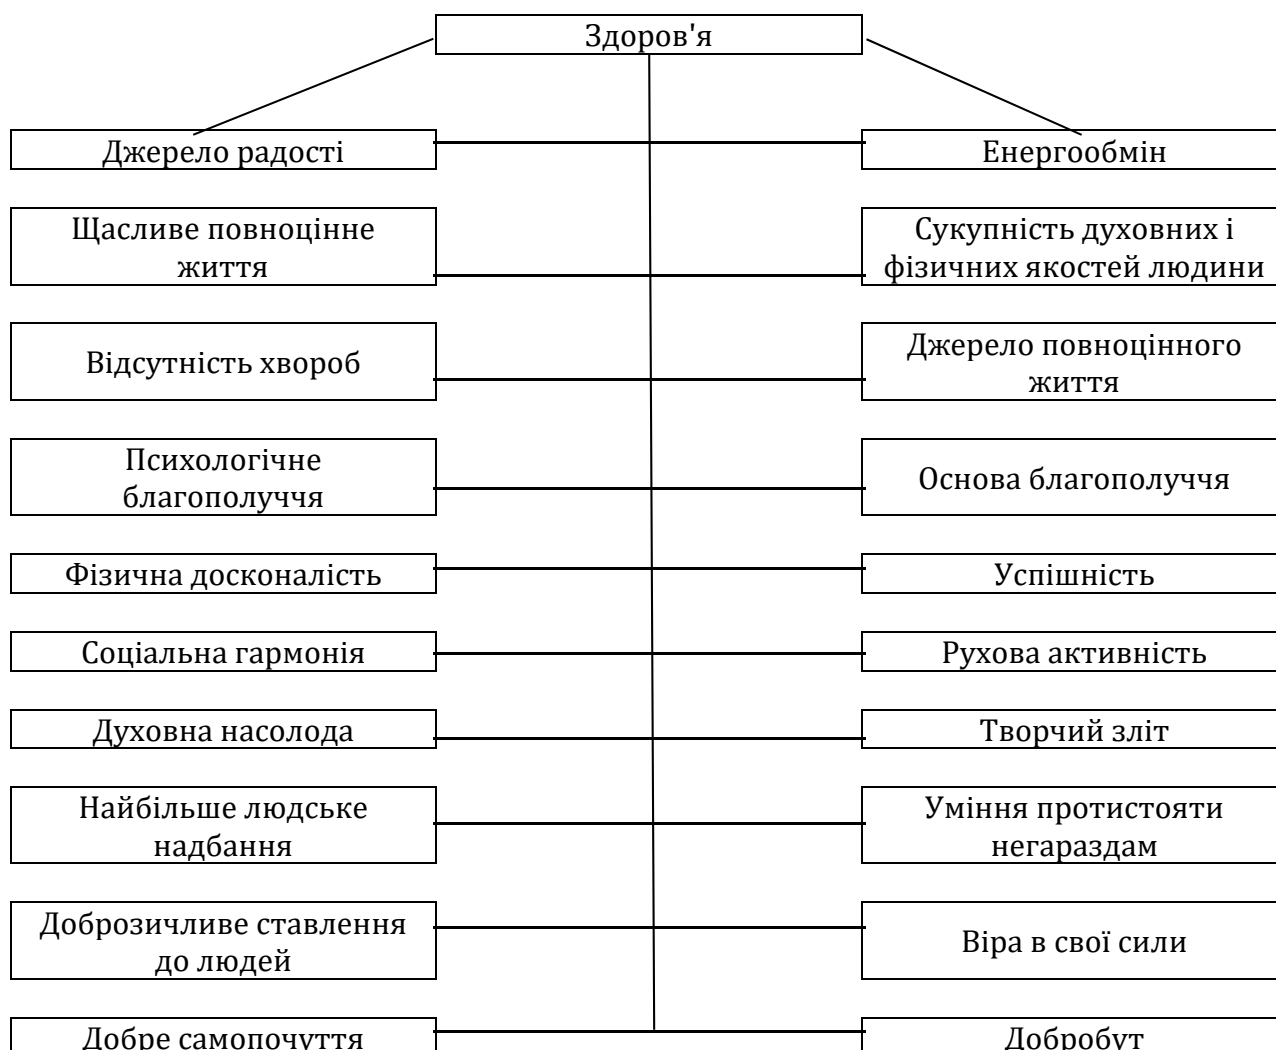 Здоров'я
Джерело радості
Енергообмін
Щасливе повноцінне
життя
Сукупність духовних і
фізичних якостей людини
Відсутність хвороб
Джерело повноцінного
життя
Психологічне
благополуччя
Основа благополуччя
Фізична досконалість
Успішність
Соціальна гармонія
Рухова активність
Духовна насолода
Творчий зліт
Найбільше людське
надбання
Уміння протистояти
негараздам
Доброзичливе ставлення
до людей
Віра в свої сили
Добре самопочуття
Добробут